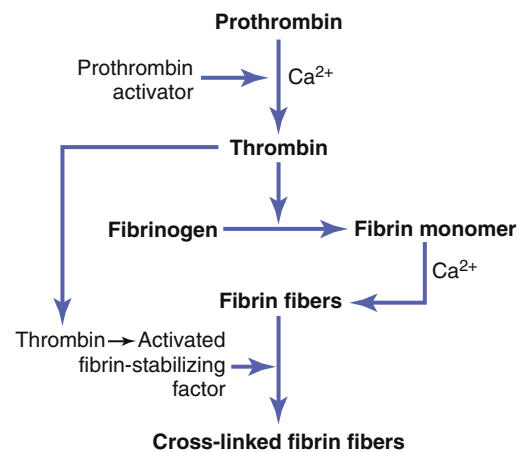 Prothrombin
Prothrombin
activator
Ca²⁺
Thrombin
Fibrinogen
Fibrin monomer
Ca²⁺
Fibrin fibers
Thrombin → Activated
fibrin-stabilizing
factor
Cross-linked fibrin fibers